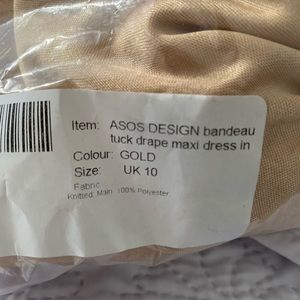 Item: ASOS DESIGN bandeau
tuck drape maxi dress in
Colour: GOLD
Size: UK 10
Fabric
Knitted, Main: 100% Polyester.